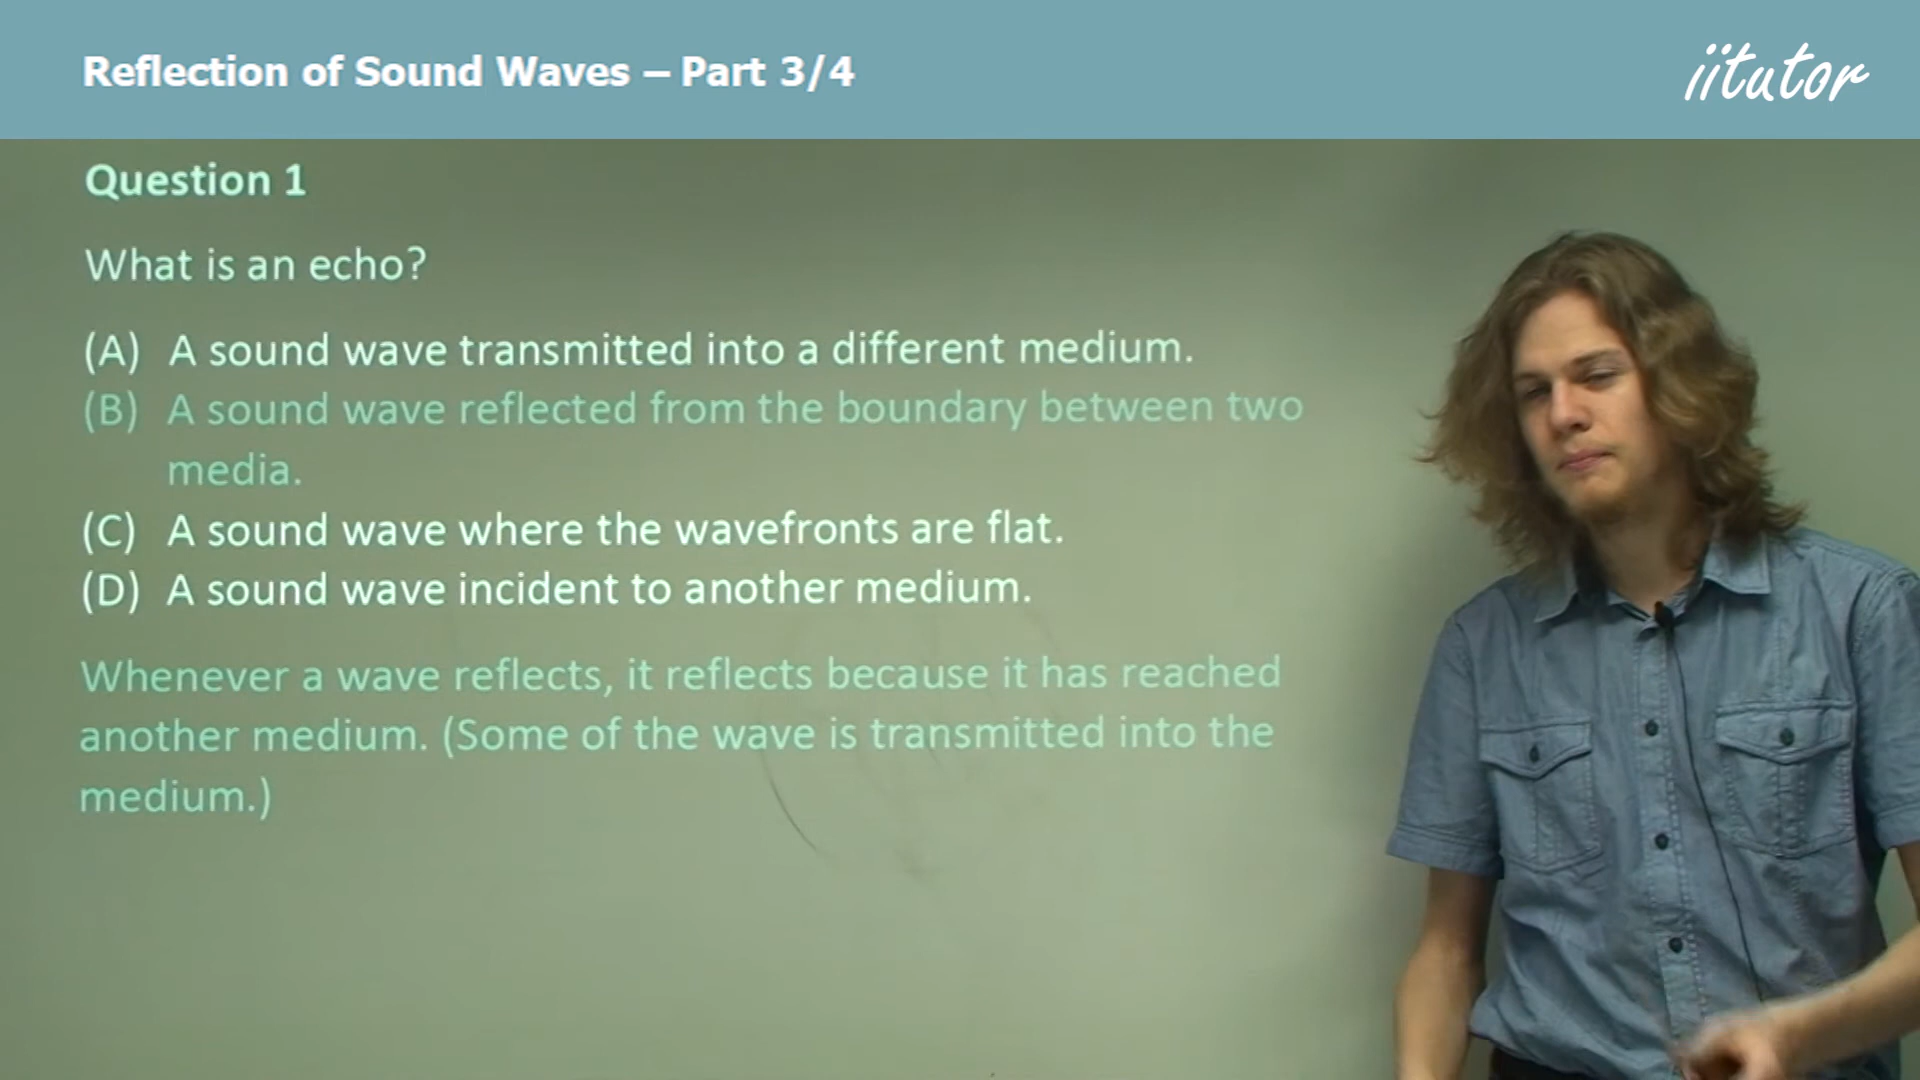 Reflection of Sound Waves – Part 3/4
iitutor
Question 1
What is an echo?
(A) A sound wave transmitted into a different medium.
(B) A sound wave reflected from the boundary between two
media.
(C) A sound wave where the wavefronts are flat.
(D) A sound wave incident to another medium.
Whenever a wave reflects, it reflects because it has reached
another medium. (Some of the wave is transmitted into the
medium.)